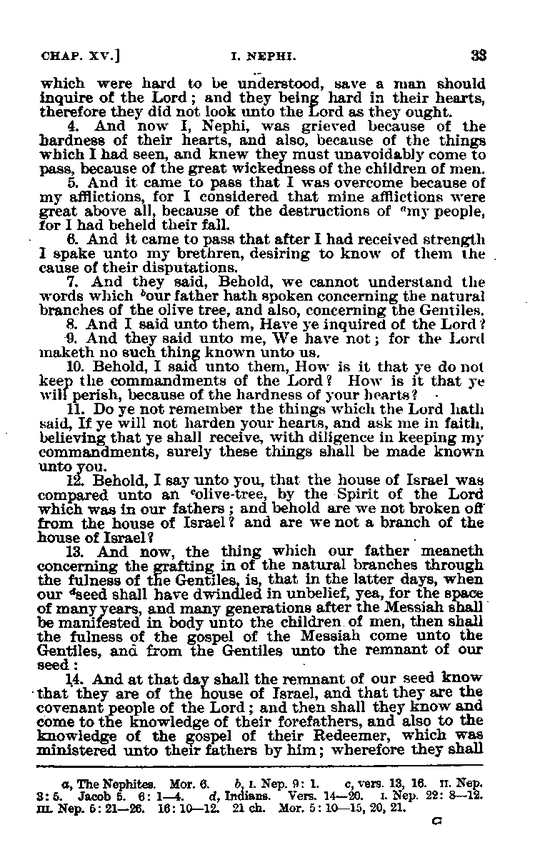 CHAP. XV.] I. NEPHI. 33
which were hard to be understood, save a man should
inquire of the Lord; and they being hard in their hearts,
therefore they did not look unto the Lord as they ought.
4. And now I, Nephi, was grieved because of the
hardness of their hearts, and also, because of the things
which I had seen, and knew they must unavoidably come to
pass, because of the great wickedness of the children of men.
5. And it came to pass that I was overcome because of
my afflictions, for I considered that mine afflictions were
great above all, because of the destructions of ᵃmy people,
for I had beheld their fall.
6. And it came to pass that after I had received strength
I spake unto my brethren, desiring to know of them the
cause of their disputations.
7. And they said, Behold, we cannot understand the
words which ᵇour father hath spoken concerning the natural
branches of the olive tree, and also, concerning the Gentiles.
8. And I said unto them, Have ye inquired of the Lord?
9. And they said unto me, We have not; for the Lord
maketh no such thing known unto us.
10. Behold, I said unto them, How is it that ye do not
keep the commandments of the Lord? How is it that ye
will perish, because of the hardness of your hearts?
11. Do ye not remember the things which the Lord hath
said, If ye will not harden your hearts, and ask me in faith,
believing that ye shall receive, with diligence in keeping my
commandments, surely these things shall be made known
unto you.
12. Behold, I say unto you, that the house of Israel was
compared unto an ᶜolive-tree, by the Spirit of the Lord
which was in our fathers; and behold are we not broken off
from the house of Israel? and are we not a branch of the
house of Israel?
13. And now, the thing which our father meaneth
concerning the grafting in of the natural branches through
the fulness of the Gentiles, is, that in the latter days, when
our ᵈseed shall have dwindled in unbelief, yea, for the space
of many years, and many generations after the Messiah shall
be manifested in body unto the children of men, then shall
the fulness of the gospel of the Messiah come unto the
Gentiles, and from the Gentiles unto the remnant of our
seed:
14. And at that day shall the remnant of our seed know
that they are of the house of Israel, and that they are the
covenant people of the Lord; and then shall they know and
come to the knowledge of their forefathers, and also to the
knowledge of the gospel of their Redeemer, which was
ministered unto their fathers by him; wherefore they shall
a, The Nephites. Mor. 6. b, I. Nep. 9: 1. c, vers. 13, 16. II. Nep.
3: 5. Jacob 5. 6: 1—4. d, Indians. Vers. 14—20. I. Nep. 22: 8—12.
III. Nep. 5: 21—26. 16: 10—12. 21 ch. Mor. 5: 10—15, 20, 21.